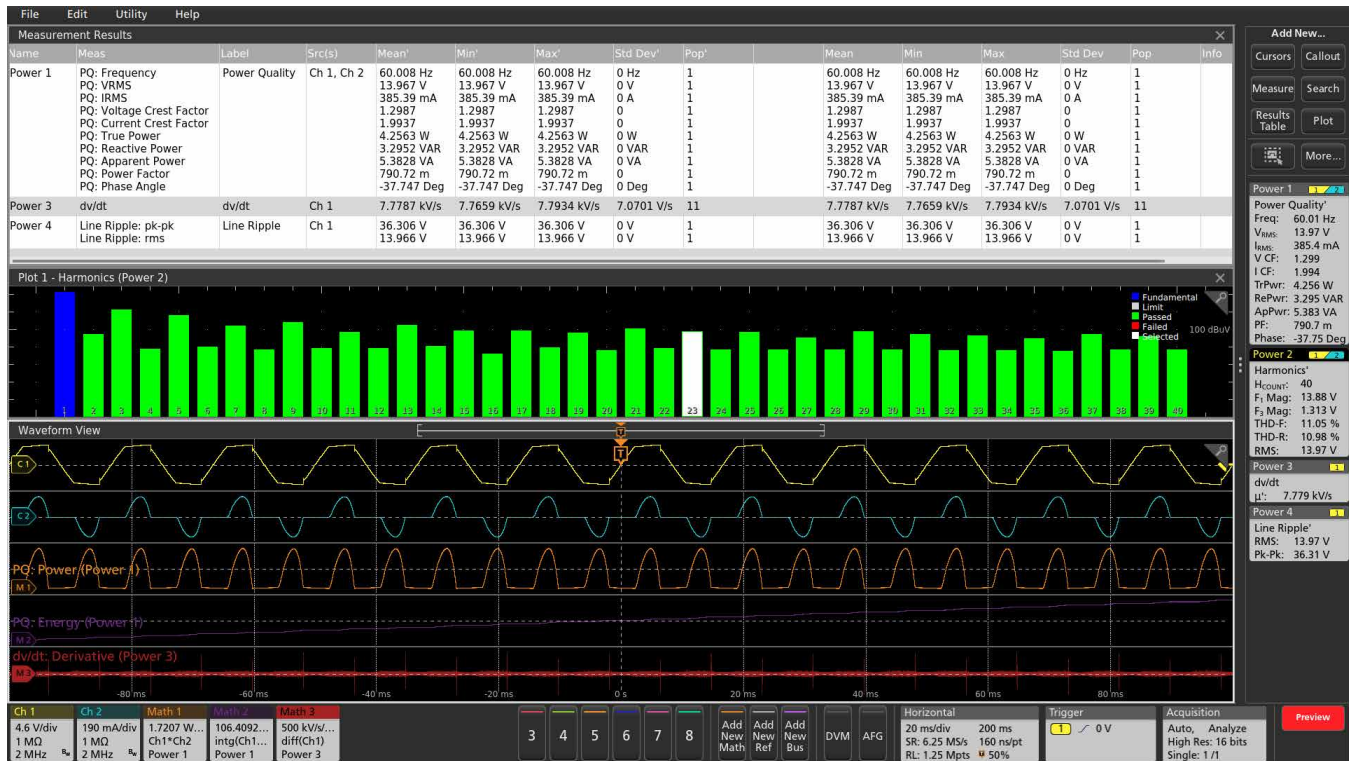 File Edit Utility Help
Measurement Results
Name Meas Label Src(s) Mean' Min' Max' Std Dev' Pop' Mean Min Max Std Dev Pop Info
Power 1 PQ: Frequency Power Quality Ch 1, Ch 2 60.008 Hz 60.008 Hz 60.008 Hz 0 Hz 1 60.008 Hz 60.008 Hz 60.008 Hz 0 Hz 1
PQ: VRMS 13.967 V 13.967 V 13.967 V 0 V 1 13.967 V 13.967 V 13.967 V 0 V 1
PQ: IRMS 385.39 mA 385.39 mA 385.39 mA 0 A 1 385.39 mA 385.39 mA 385.39 mA 0 A 1
PQ: Voltage Crest Factor 1.2987 1.2987 1.2987 0 1 1.2987 1.2987 1.2987 0 1
PQ: Current Crest Factor 1.9937 1.9937 1.9937 0 1 1.9937 1.9937 1.9937 0 1
PQ: True Power 4.2563 W 4.2563 W 4.2563 W 0 W 1 4.2563 W 4.2563 W 4.2563 W 0 W 1
PQ: Reactive Power 3.2952 VAR 3.2952 VAR 3.2952 VAR 0 VAR 1 3.2952 VAR 3.2952 VAR 3.2952 VAR 0 VAR 1
PQ: Apparent Power 5.3828 VA 5.3828 VA 5.3828 VA 0 VA 1 5.3828 VA 5.3828 VA 5.3828 VA 0 VA 1
PQ: Power Factor 790.72 m 790.72 m 790.72 m 0 1 790.72 m 790.72 m 790.72 m 0 1
PQ: Phase Angle -37.747 Deg -37.747 Deg -37.747 Deg 0 Deg 1 -37.747 Deg -37.747 Deg -37.747 Deg 0 Deg 1
Power 3 dv/dt dv/dt Ch 1 7.7787 kV/s 7.7659 kV/s 7.7934 kV/s 7.0701 V/s 11 7.7787 kV/s 7.7659 kV/s 7.7934 kV/s 7.0701 V/s 11
Power 4 Line Ripple: pk-pk Line Ripple Ch 1 36.306 V 36.306 V 36.306 V 0 V 1 36.306 V 36.306 V 36.306 V 0 V 1
Line Ripple: rms 13.966 V 13.966 V 13.966 V 0 V 1 13.966 V 13.966 V 13.966 V 0 V 1
Plot 1 - Harmonics (Power 2)
Fundamental
Limit
Passed
Failed
Selected
100 dBuV
1 2 3 4 5 6 7 8 9 10 11 12 13 14 15 16 17 18 19 20 21 22 23 24 25 26 27 28 29 30 31 32 33 34 35 36 37 38 39 40
Waveform View
T
T
C 1
C 2
PQ: Power (Power 1)
M 1
PQ: Energy (Power 1)
M 2
dv/dt: Derivative (Power 3)
M 3
-80 ms -60 ms -40 ms -20 ms 0 s 20 ms 40 ms 60 ms 80 ms
Ch 1
4.6 V/div
1 MΩ
2 MHz Bw
Ch 2
190 mA/div
1 MΩ
2 MHz Bw
Math 1
1.7207 W...
Ch1*Ch2
Power 1
Math 2
106.4092...
intg(Ch1...
Power 1
Math 3
500 kV/s/...
diff(Ch1)
Power 3
3 4 5 6 7 8
Add New Math
Add New Ref
Add New Bus
DVM
AFG
Horizontal
20 ms/div 200 ms
SR: 6.25 MS/s 160 ns/pt
RL: 1.25 Mpts 50%
Trigger
1 0 V
Acquisition
Auto, Analyze
High Res: 16 bits
Single: 1 /1
Preview
Add New...
Cursors Callout
Measure Search
Results Table Plot
More...
Power 1 1 2
Power Quality'
Freq: 60.01 Hz
VRMS: 13.97 V
IRMS: 385.4 mA
V CF: 1.299
I CF: 1.994
TrPwr: 4.256 W
RePwr: 3.295 VAR
ApPwr: 5.383 VA
PF: 790.7 m
Phase: -37.75 Deg
Power 2 1 2
Harmonics'
HCOUNT: 40
F1 Mag: 13.88 V
F3 Mag: 1.313 V
THD-F: 11.05 %
THD-R: 10.98 %
RMS: 13.97 V
Power 3 1
dv/dt
μ': 7.779 kV/s
Power 4 1
Line Ripple'
RMS: 13.97 V
Pk-Pk: 36.31 V